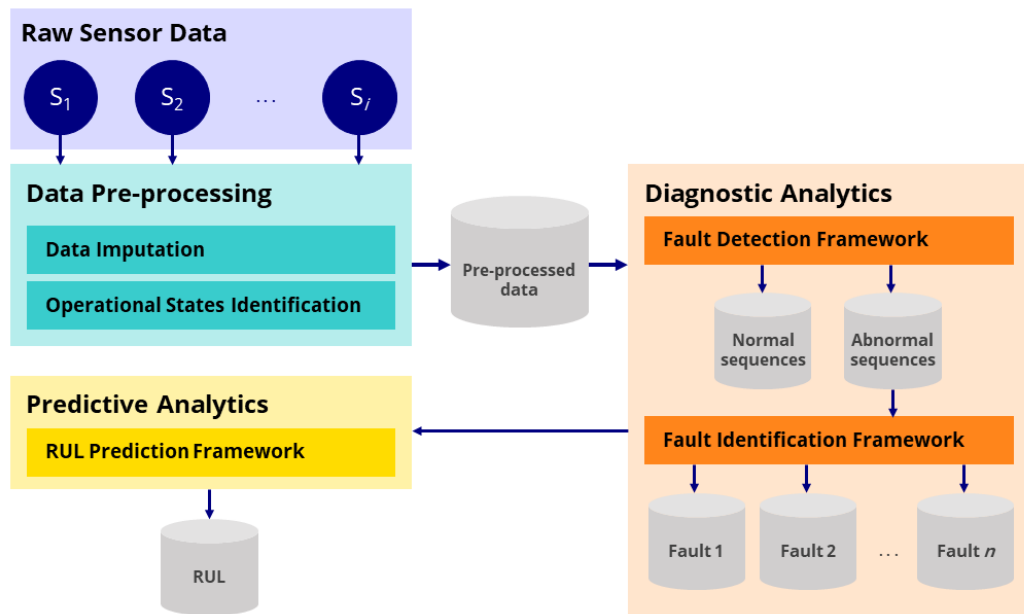 Raw Sensor Data
S1
S2
...
Si
Data Pre-processing
Data Imputation
Operational States Identification
Pre-processed
data
Diagnostic Analytics
Fault Detection Framework
Normal
sequences
Abnormal
sequences
Fault Identification Framework
Fault 1
Fault 2
...
Fault n
Predictive Analytics
RUL Prediction Framework
RUL